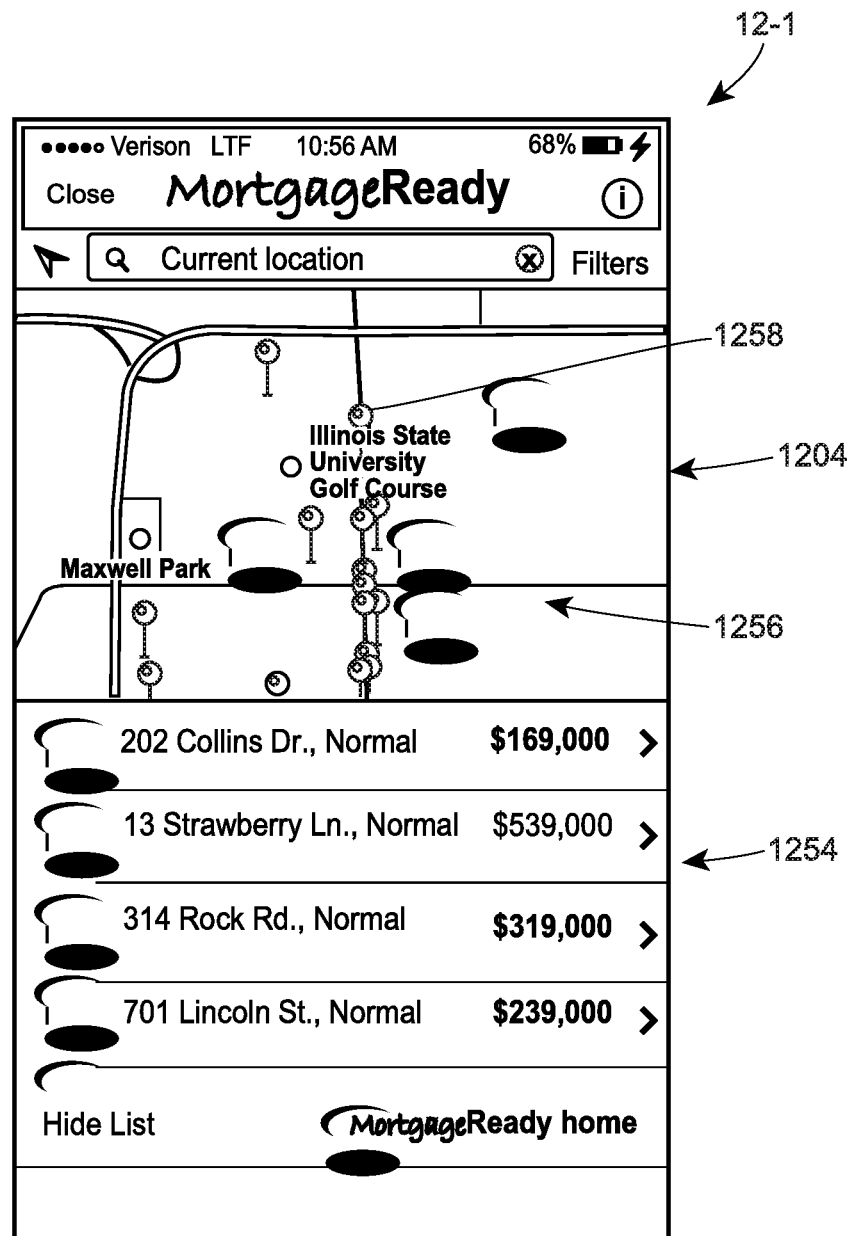 12-1
●●●●○ Verison LTF 10:56 AM 68%
Close MortgageReady i
Current location x Filters
1258
Illinois State
University
Golf Course
1204
Maxwell Park
1256
202 Collins Dr., Normal $169,000 >
13 Strawberry Ln., Normal $539,000 >
1254
314 Rock Rd., Normal $319,000 >
701 Lincoln St., Normal $239,000 >
Hide List MortgageReady home